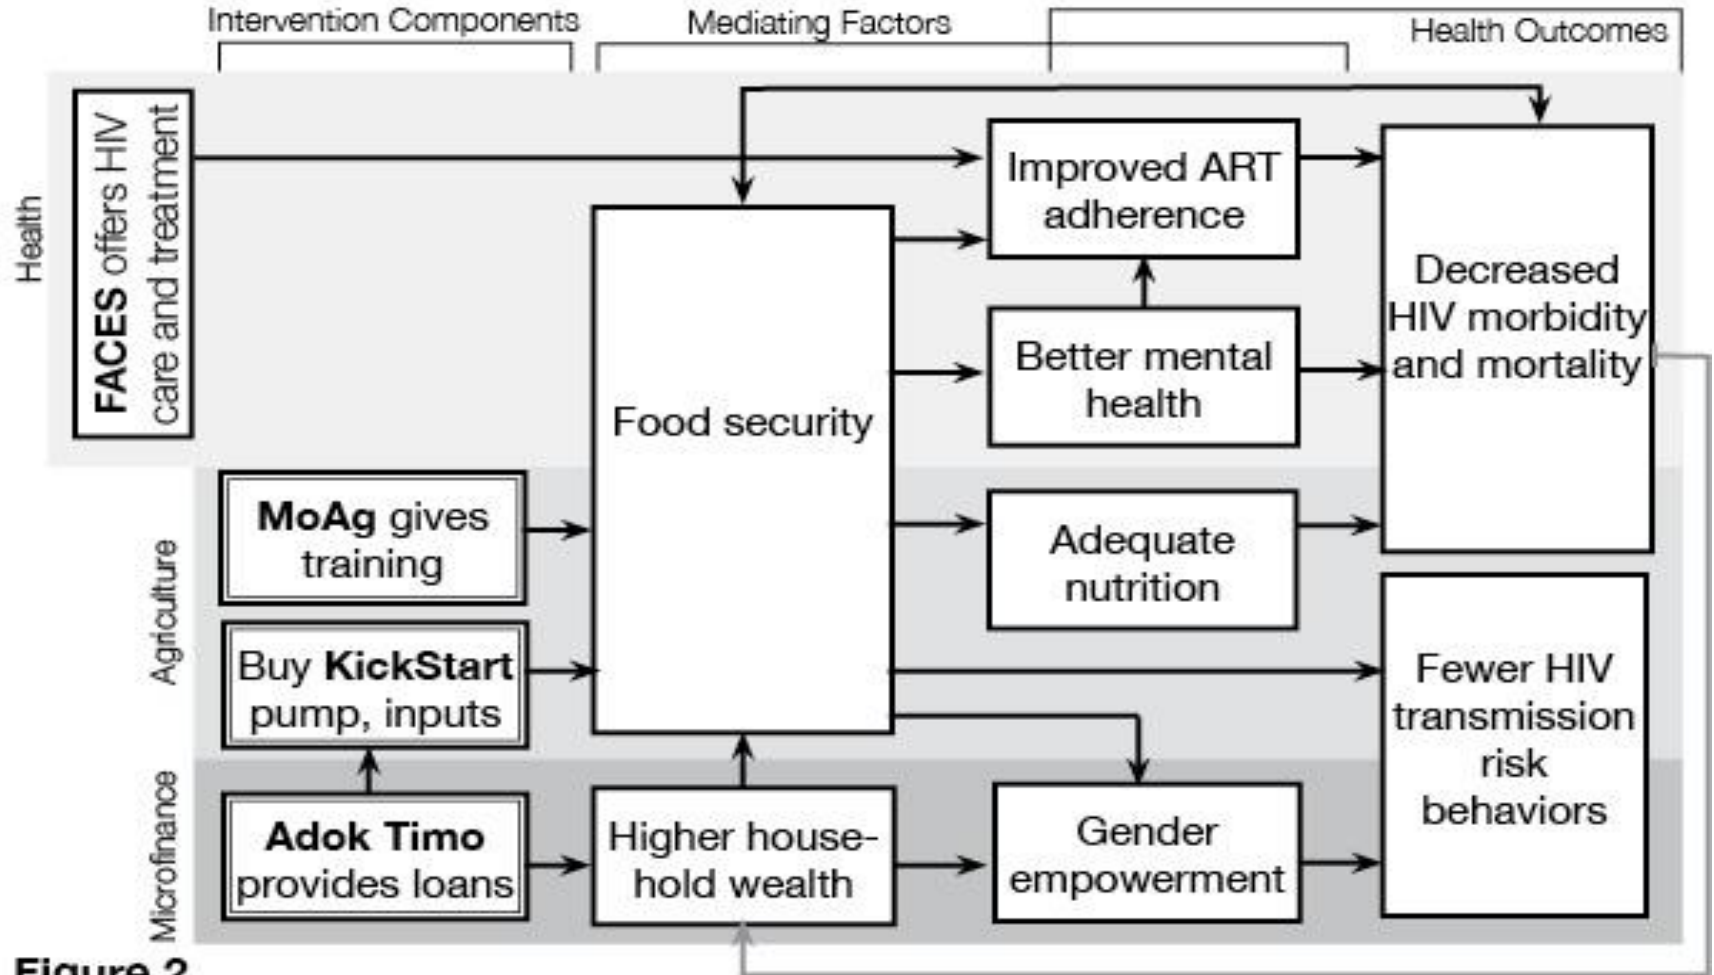 Intervention Components
Mediating Factors
Health Outcomes
Health
FACES offers HIV
care and treatment
Improved ART
adherence
Decreased
HIV morbidity
and mortality
Better mental
health
Food security
Agriculture
MoAg gives
training
Adequate
nutrition
Buy KickStart
pump, inputs
Fewer HIV
transmission
risk
behaviors
Microfinance
Adok Timo
provides loans
Higher house-
hold wealth
Gender
empowerment
Figure 2